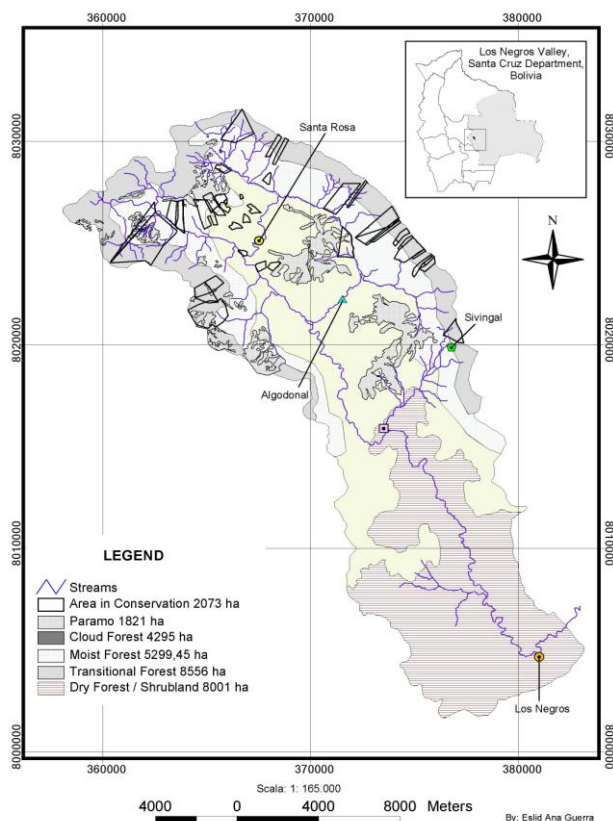 360000
370000
380000
Los Negros Valley,
Santa Cruz Department,
Bolivia
8030000
8030000
Santa Rosa
N
8020000
Sivingal
8020000
Algodonal
8010000
8010000
LEGEND
Streams
Area in Conservation 2073 ha
Paramo 1821 ha
Cloud Forest 4295 ha
Moist Forest 5299,45 ha
Transitional Forest 8556 ha
Dry Forest / Shrubland 8001 ha
Los Negros
8000000
8000000
360000
370000
380000
Scala: 1: 165.000
4000 0 4000 8000 Meters
By: Eslid Ana Guerra